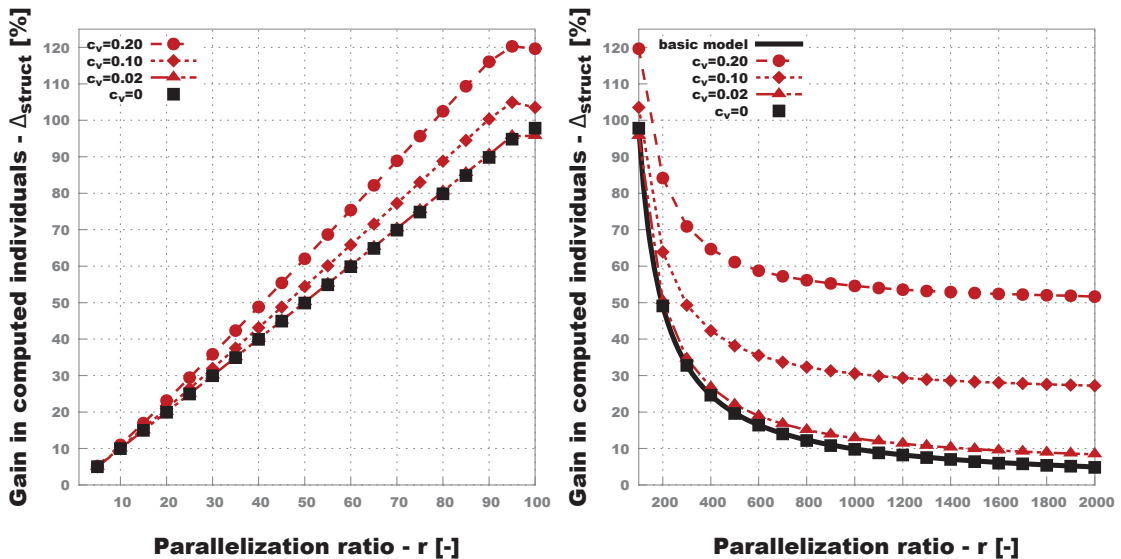 Gain in computed individuals - Δstruct [%]
120
110
100
90
80
70
60
50
40
30
20
10
0
cv=0.20
cv=0.10
cv=0.02
cv=0
10 20 30 40 50 60 70 80 90 100
Parallelization ratio - r [-]
Gain in computed individuals - Δstruct [%]
120
110
100
90
80
70
60
50
40
30
20
10
0
basic model
cv=0.20
cv=0.10
cv=0.02
cv=0
200 400 600 800 1000 1200 1400 1600 1800 2000
Parallelization ratio - r [-]